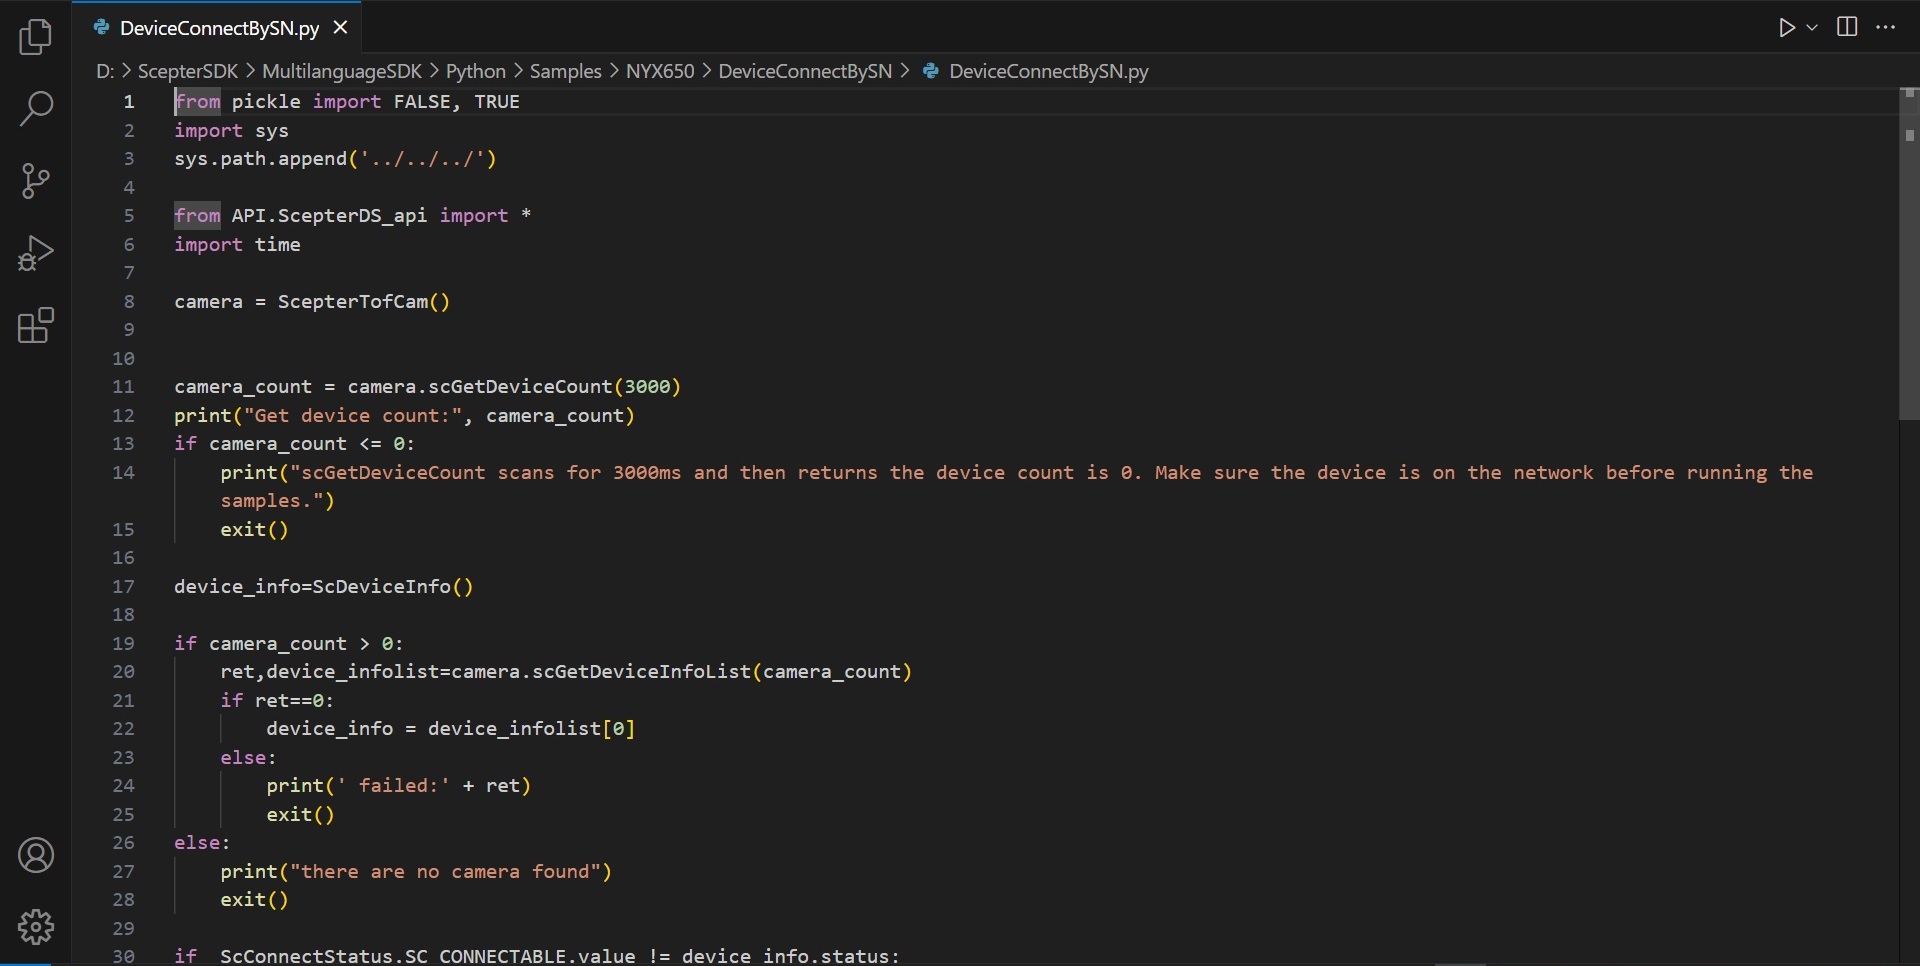 DeviceConnectBySN.py
D: > ScepterSDK > MultilanguageSDK > Python > Samples > NYX650 > DeviceConnectBySN > DeviceConnectBySN.py
1 from pickle import FALSE, TRUE
2 import sys
3 sys.path.append('../../../')
4
5 from API.ScepterDS_api import *
6 import time
7
8 camera = ScepterTofCam()
9
10
11 camera_count = camera.scGetDeviceCount(3000)
12 print("Get device count:", camera_count)
13 if camera_count <= 0:
14     print("scGetDeviceCount scans for 3000ms and then returns the device count is 0. Make sure the device is on the network before running the
    samples.")
15     exit()
16
17 device_info=ScDeviceInfo()
18
19 if camera_count > 0:
20     ret,device_infolist=camera.scGetDeviceInfoList(camera_count)
21     if ret==0:
22         device_info = device_infolist[0]
23     else:
24         print(' failed:' + ret)
25         exit()
26 else:
27     print("there are no camera found")
28     exit()
29
30 if  ScConnectStatus.SC_CONNECTABLE.value != device_info.status: